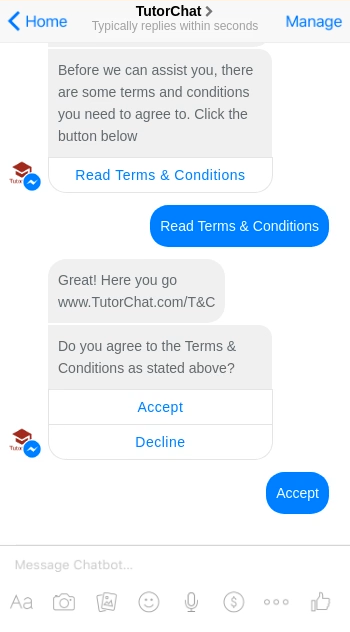 TutorChat
Home
Typically replies within seconds
Manage
Before we can assist you, there
are some terms and conditions
you need to agree to. Click the
button below
Read Terms & Conditions
Read Terms & Conditions
Great! Here you go
www.TutorChat.com/T&C
Do you agree to the Terms &
Conditions as stated above?
Accept
Decline
Accept
Message Chatbot...
Aa